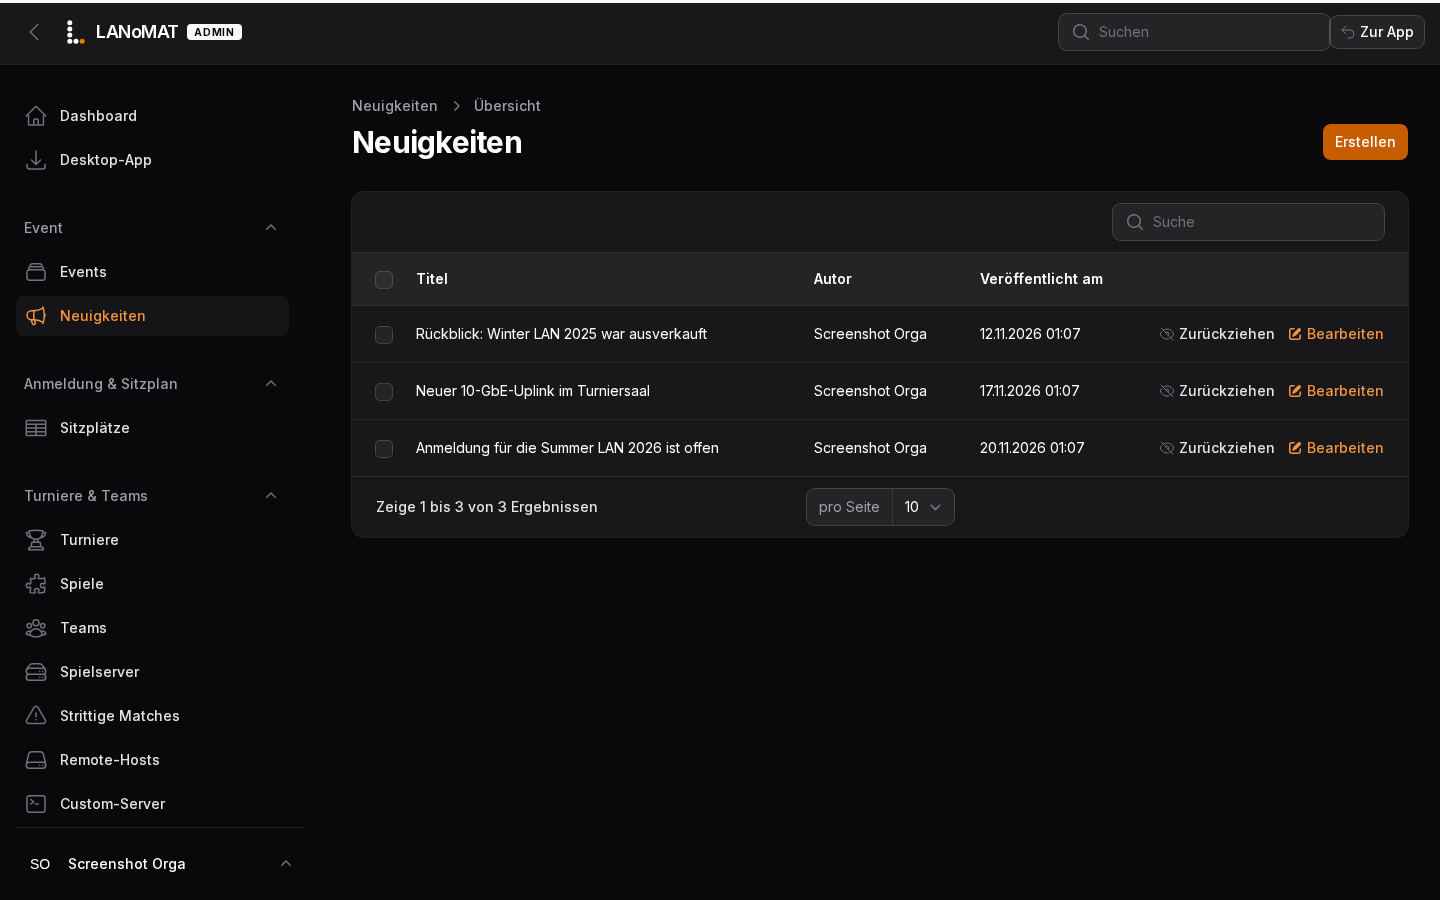 LANoMAT ADMIN
Suchen
Zur App
Dashboard
Desktop-App
Event
Events
Neuigkeiten
Anmeldung & Sitzplan
Sitzplätze
Turniere & Teams
Turniere
Spiele
Teams
Spielserver
Strittige Matches
Remote-Hosts
Custom-Server
SO Screenshot Orga
Neuigkeiten Übersicht
Neuigkeiten
Erstellen
Suche
Titel Autor Veröffentlicht am
Rückblick: Winter LAN 2025 war ausverkauft Screenshot Orga 12.11.2026 01:07 Zurückziehen Bearbeiten
Neuer 10-GbE-Uplink im Turniersaal Screenshot Orga 17.11.2026 01:07 Zurückziehen Bearbeiten
Anmeldung für die Summer LAN 2026 ist offen Screenshot Orga 20.11.2026 01:07 Zurückziehen Bearbeiten
Zeige 1 bis 3 von 3 Ergebnissen pro Seite 10